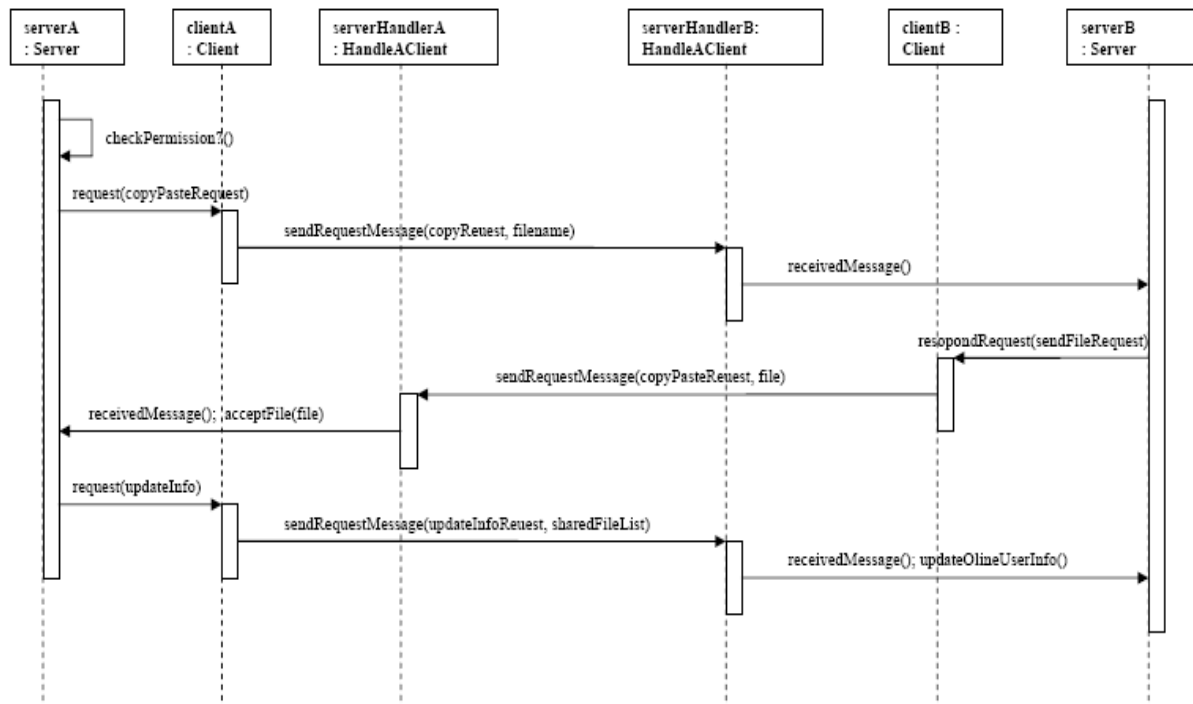 serverA
: Server
clientA
: Client
serverHandlerA
: HandleAClient
serverHandlerB:
HandleAClient
clientB :
Client
serverB
: Server
checkPermission?()
request(copyPasteRequest)
sendRequestMessage(copyReuest, filename)
receivedMessage()
resopondRequest(sendFileRequest)
sendRequestMessage(copyPasteReuest, file)
receivedMessage(); acceptFile(file)
request(updateInfo)
sendRequestMessage(updateInfoReuest, sharedFileList)
receivedMessage(); updateOlineUserInfo()